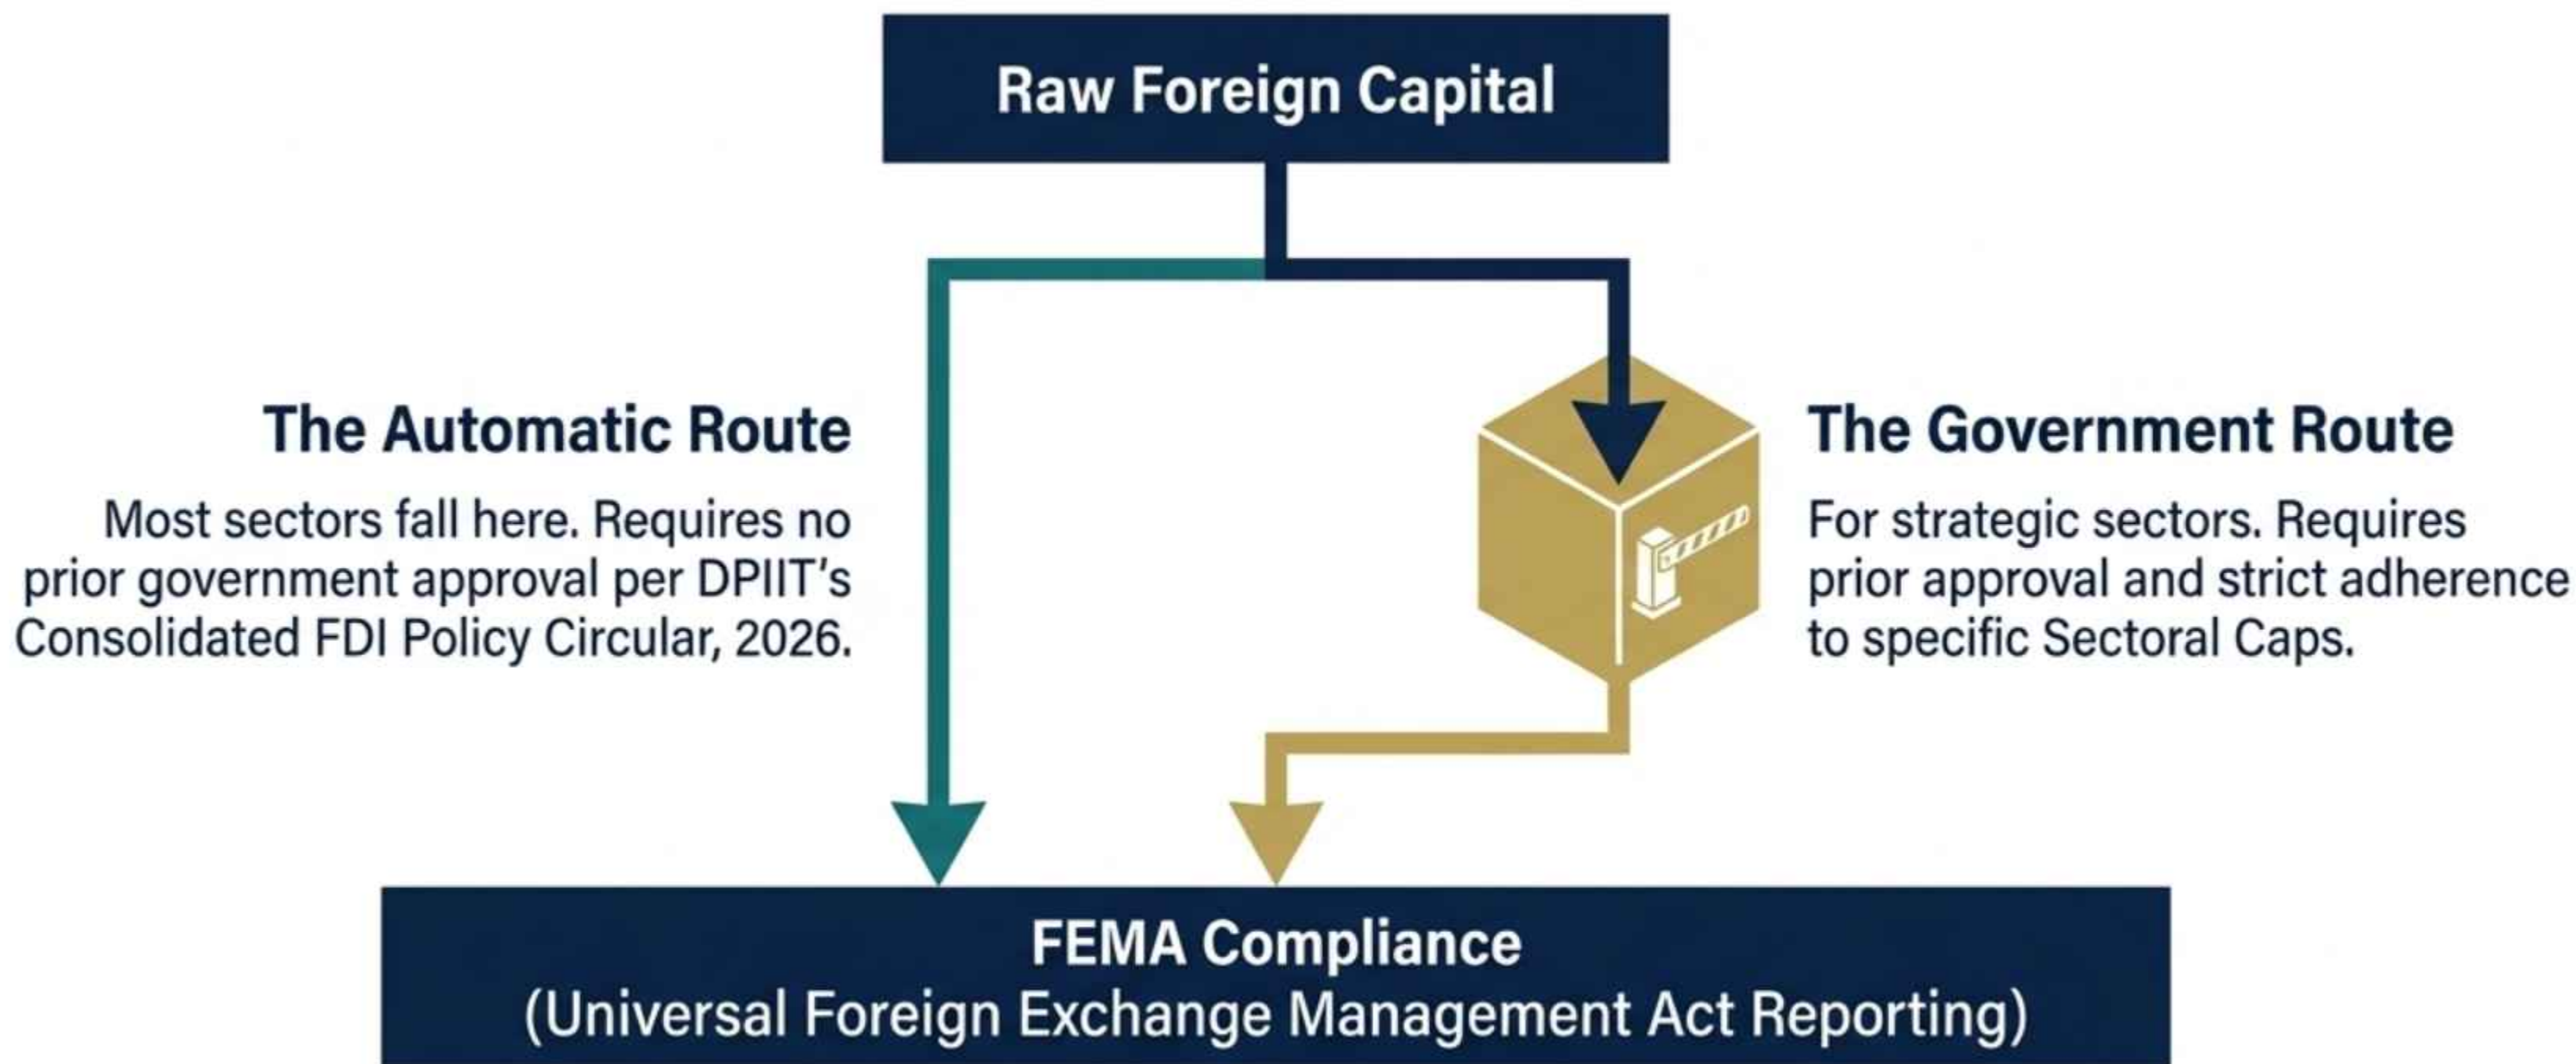 Raw Foreign Capital
The Automatic Route
Most sectors fall here. Requires no
prior government approval per DPIIT’s
Consolidated FDI Policy Circular, 2026.
The Government Route
For strategic sectors. Requires
prior approval and strict adherence
to specific Sectoral Caps.
FEMA Compliance
(Universal Foreign Exchange Management Act Reporting)